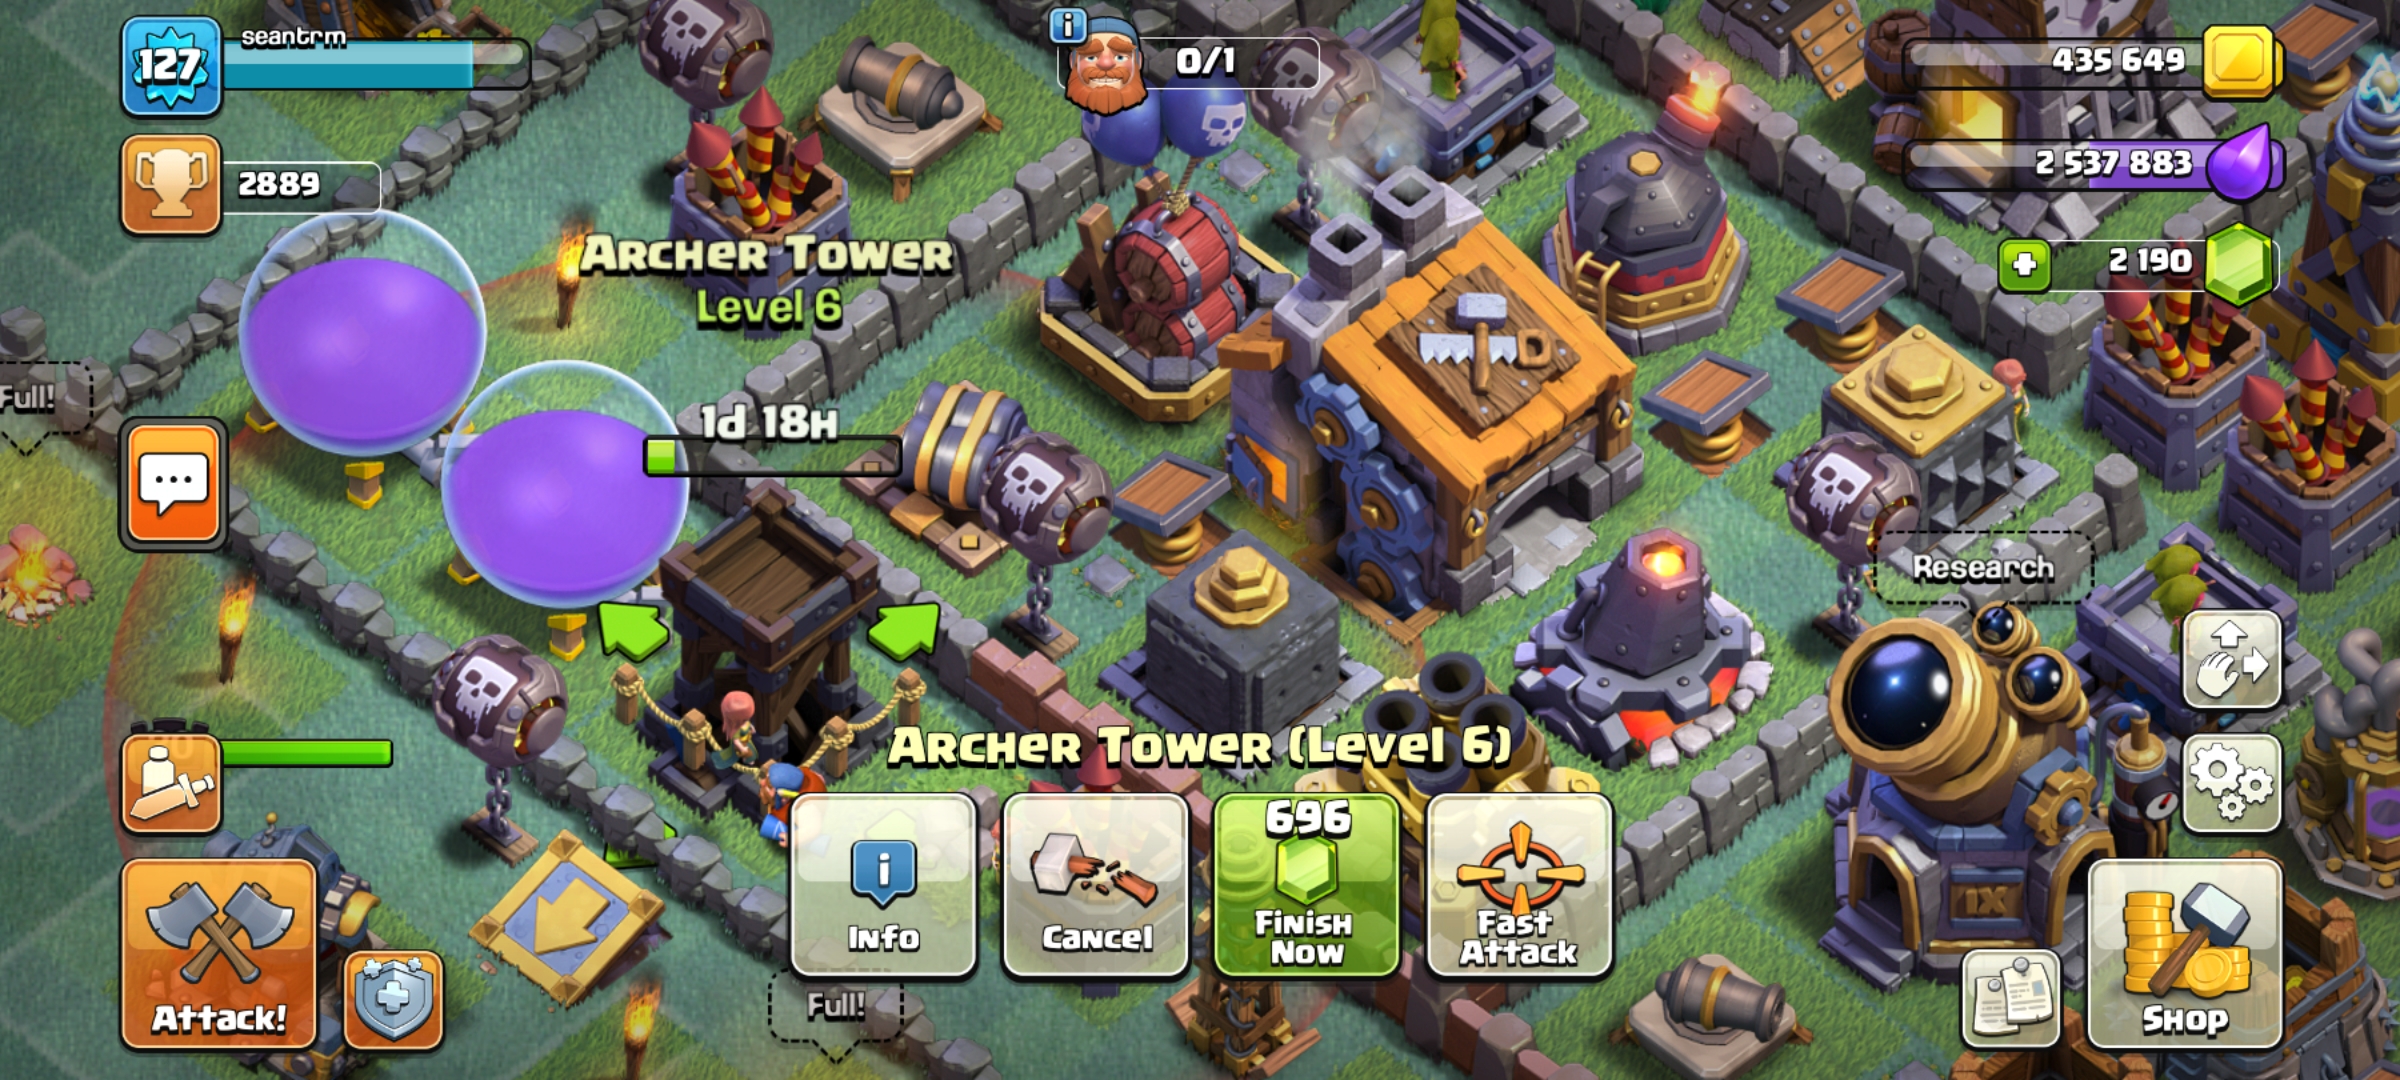 127
seantrm
0/1
435 649
2889
2 537 883
Archer Tower
Level 6
2 190
Full!
1d 18H
Research
Archer Tower (Level 6)
696
Info
Cancel
Finish
Now
Fast
Attack
IX
Attack!
Full!
Shop